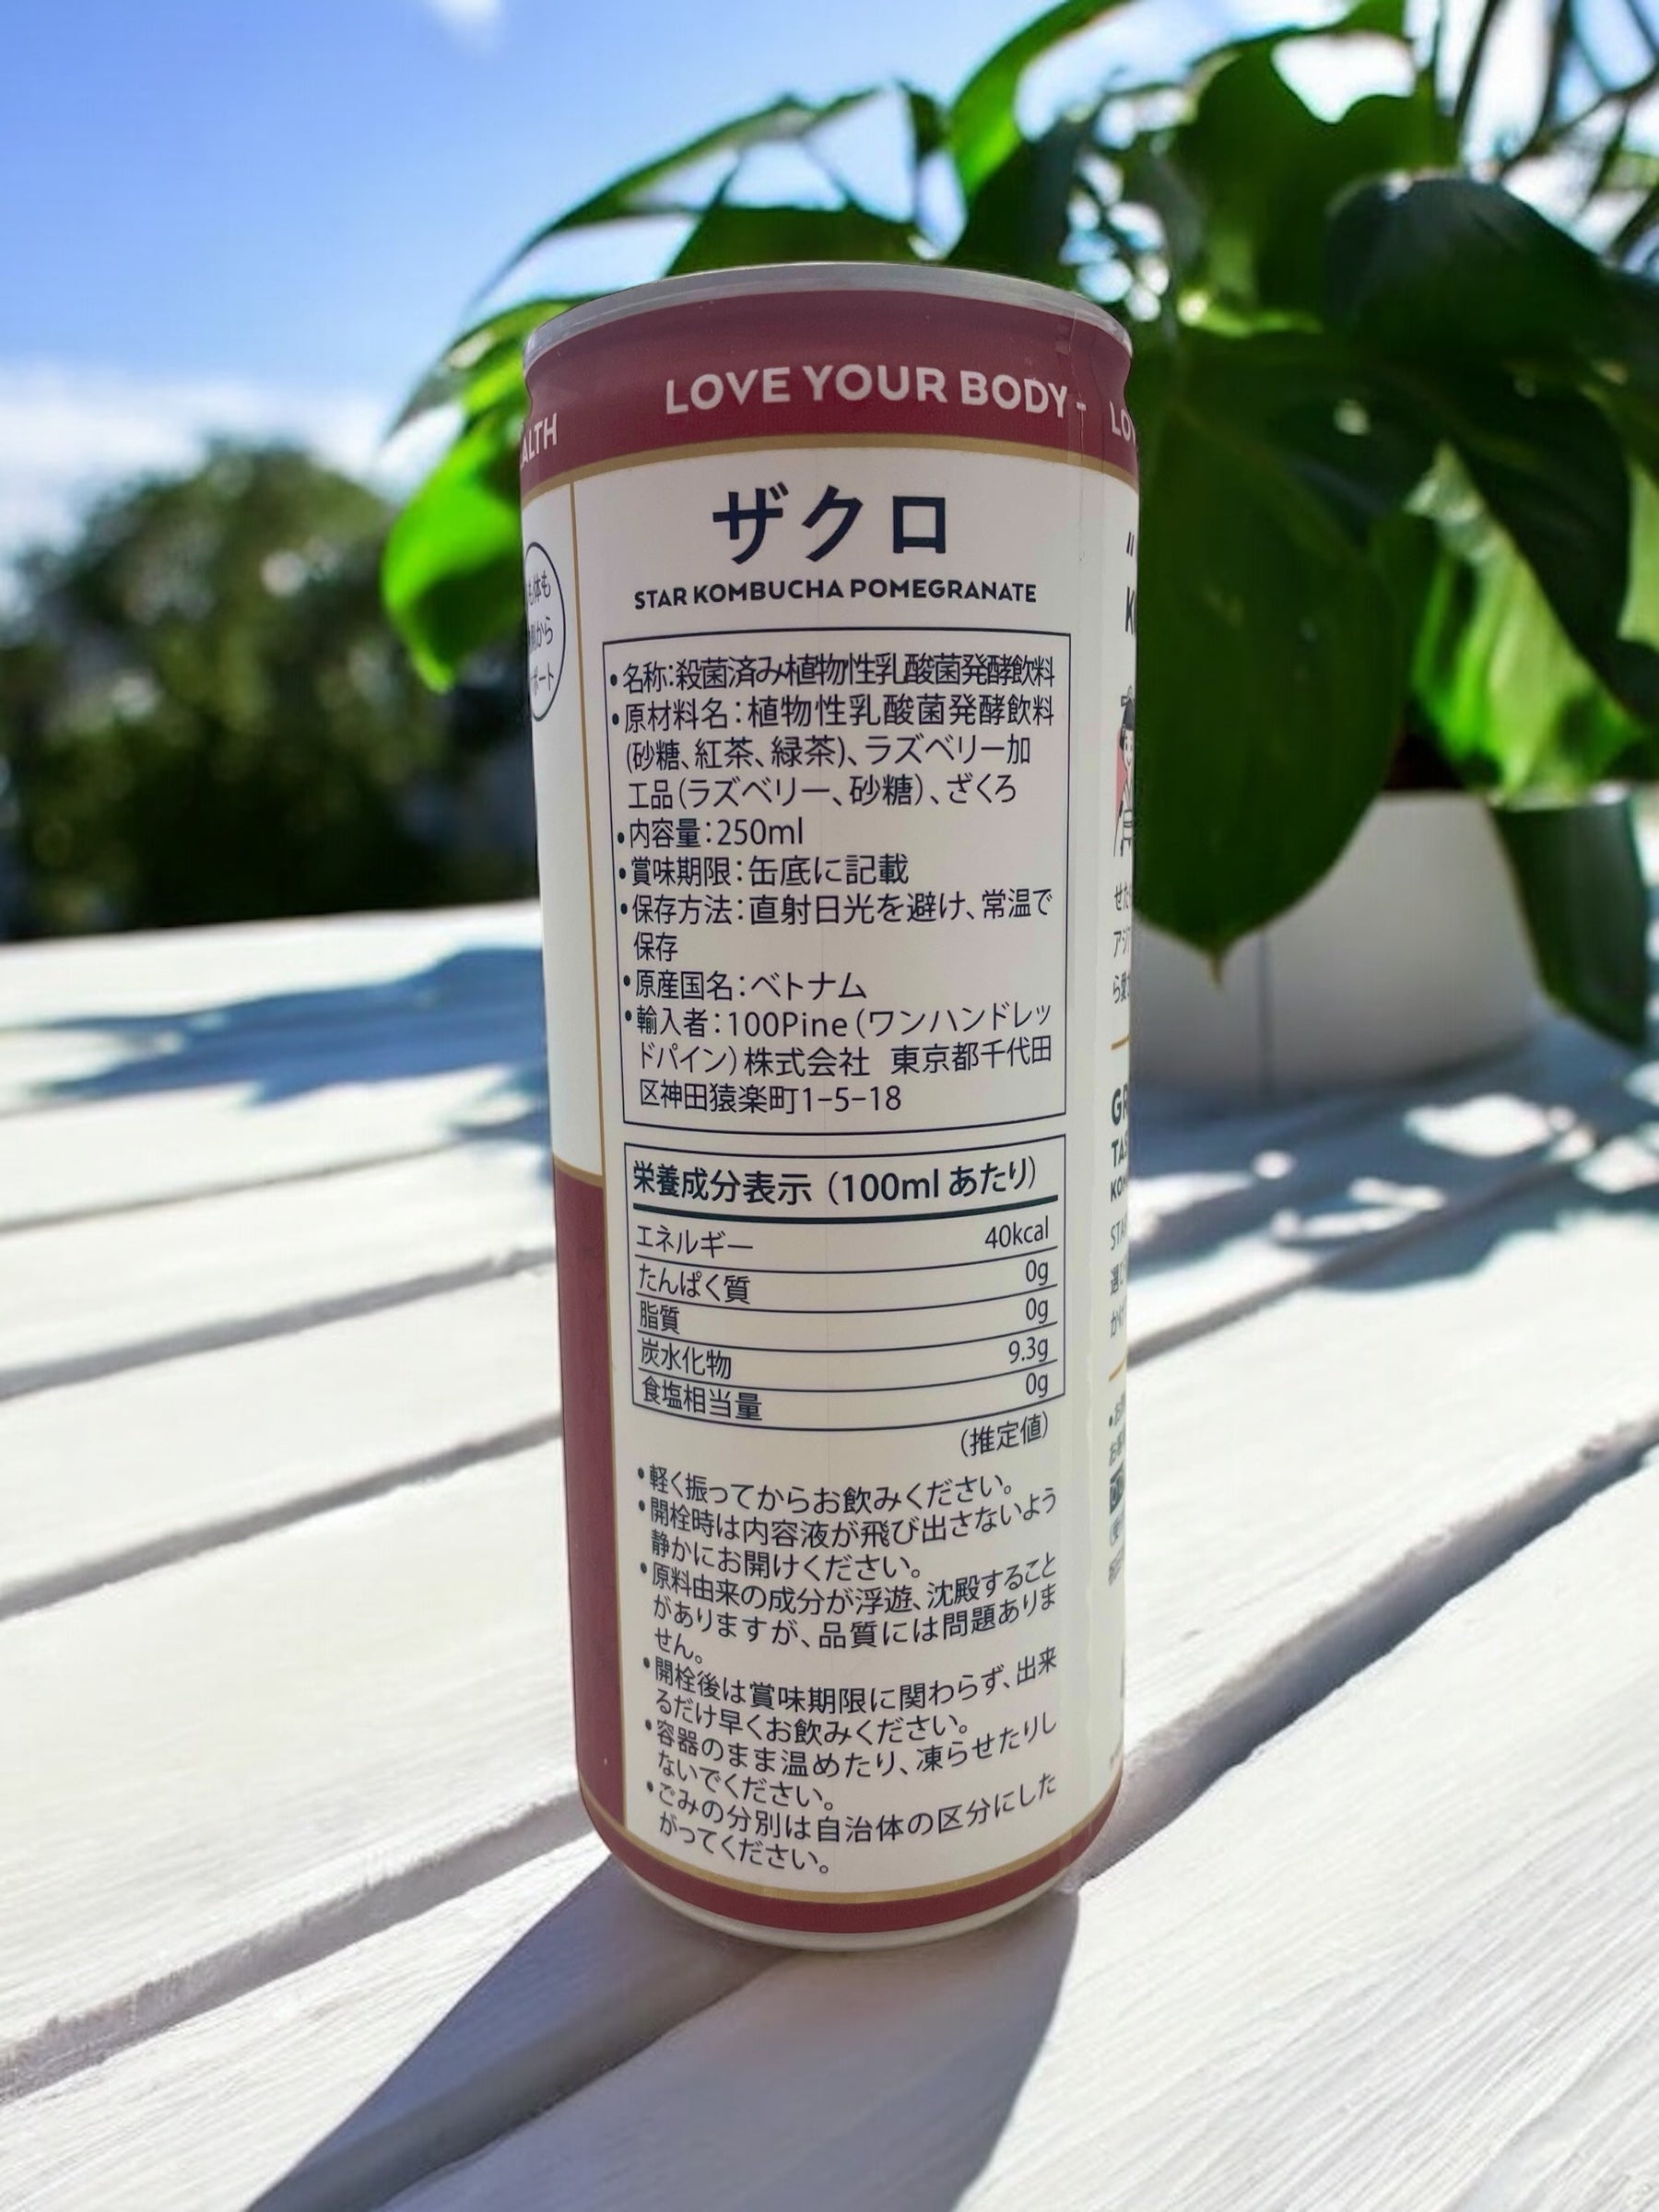 LOVE YOUR BODY -
ALTH
ザクロ
STAR KOMBUCHA POMEGRANATE
•名称：殺菌済み植物性乳酸菌発酵飲料
•原材料名：植物性乳酸菌発酵飲料
(砂糖、紅茶、緑茶)、ラズベリー加
工品(ラズベリー、砂糖)、ざくろ
•内容量：250ml
•賞味期限：缶底に記載
•保存方法：直射日光を避け、常温で
保存
•原産国名：ベトナム
•輸入者：100Pine(ワンハンドレッ
ドパイン)株式会社 東京都千代田
区神田猿楽町1-5-18
栄養成分表示 (100ml あたり)
エネルギー 40kcal
たんぱく質 0g
脂質 0g
炭水化物 9.3g
食塩相当量 0g
(推定値)
•軽く振ってからお飲みください。
•開栓時は内容液が飛び出さないよう
静かにお開けください。
•原料由来の成分が浮遊、沈殿すること
がありますが、品質には問題ありま
せん。
•開栓後は賞味期限に関わらず、出来
るだけ早くお飲みください。
•容器のまま温めたり、凍らせたりし
ないでください。
•ごみの分別は自治体の区分にした
がってください。